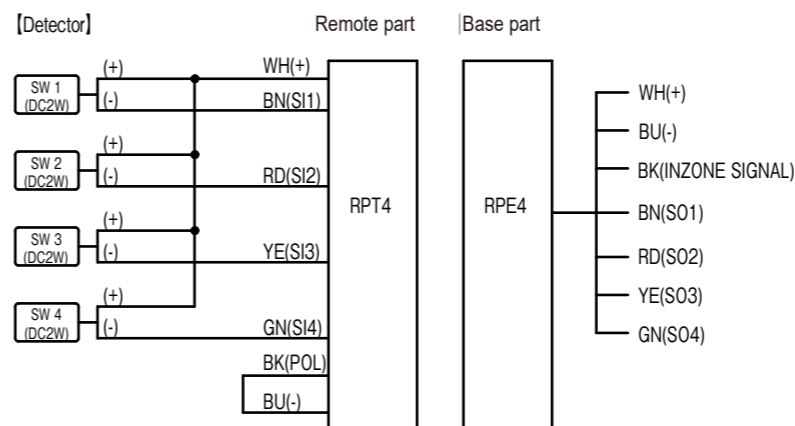 【Detector】
Remote part
Base part
SW 1
(DC2W)
(+)
(-)
WH(+)
BN(SI1)
SW 2
(DC2W)
(+)
(-)
RD(SI2)
SW 3
(DC2W)
(+)
(-)
YE(SI3)
SW 4
(DC2W)
(+)
(-)
GN(SI4)
BK(POL)
BU(-)
RPT4
RPE4
WH(+)
BU(-)
BK(INZONE SIGNAL)
BN(SO1)
RD(SO2)
YE(SO3)
GN(SO4)